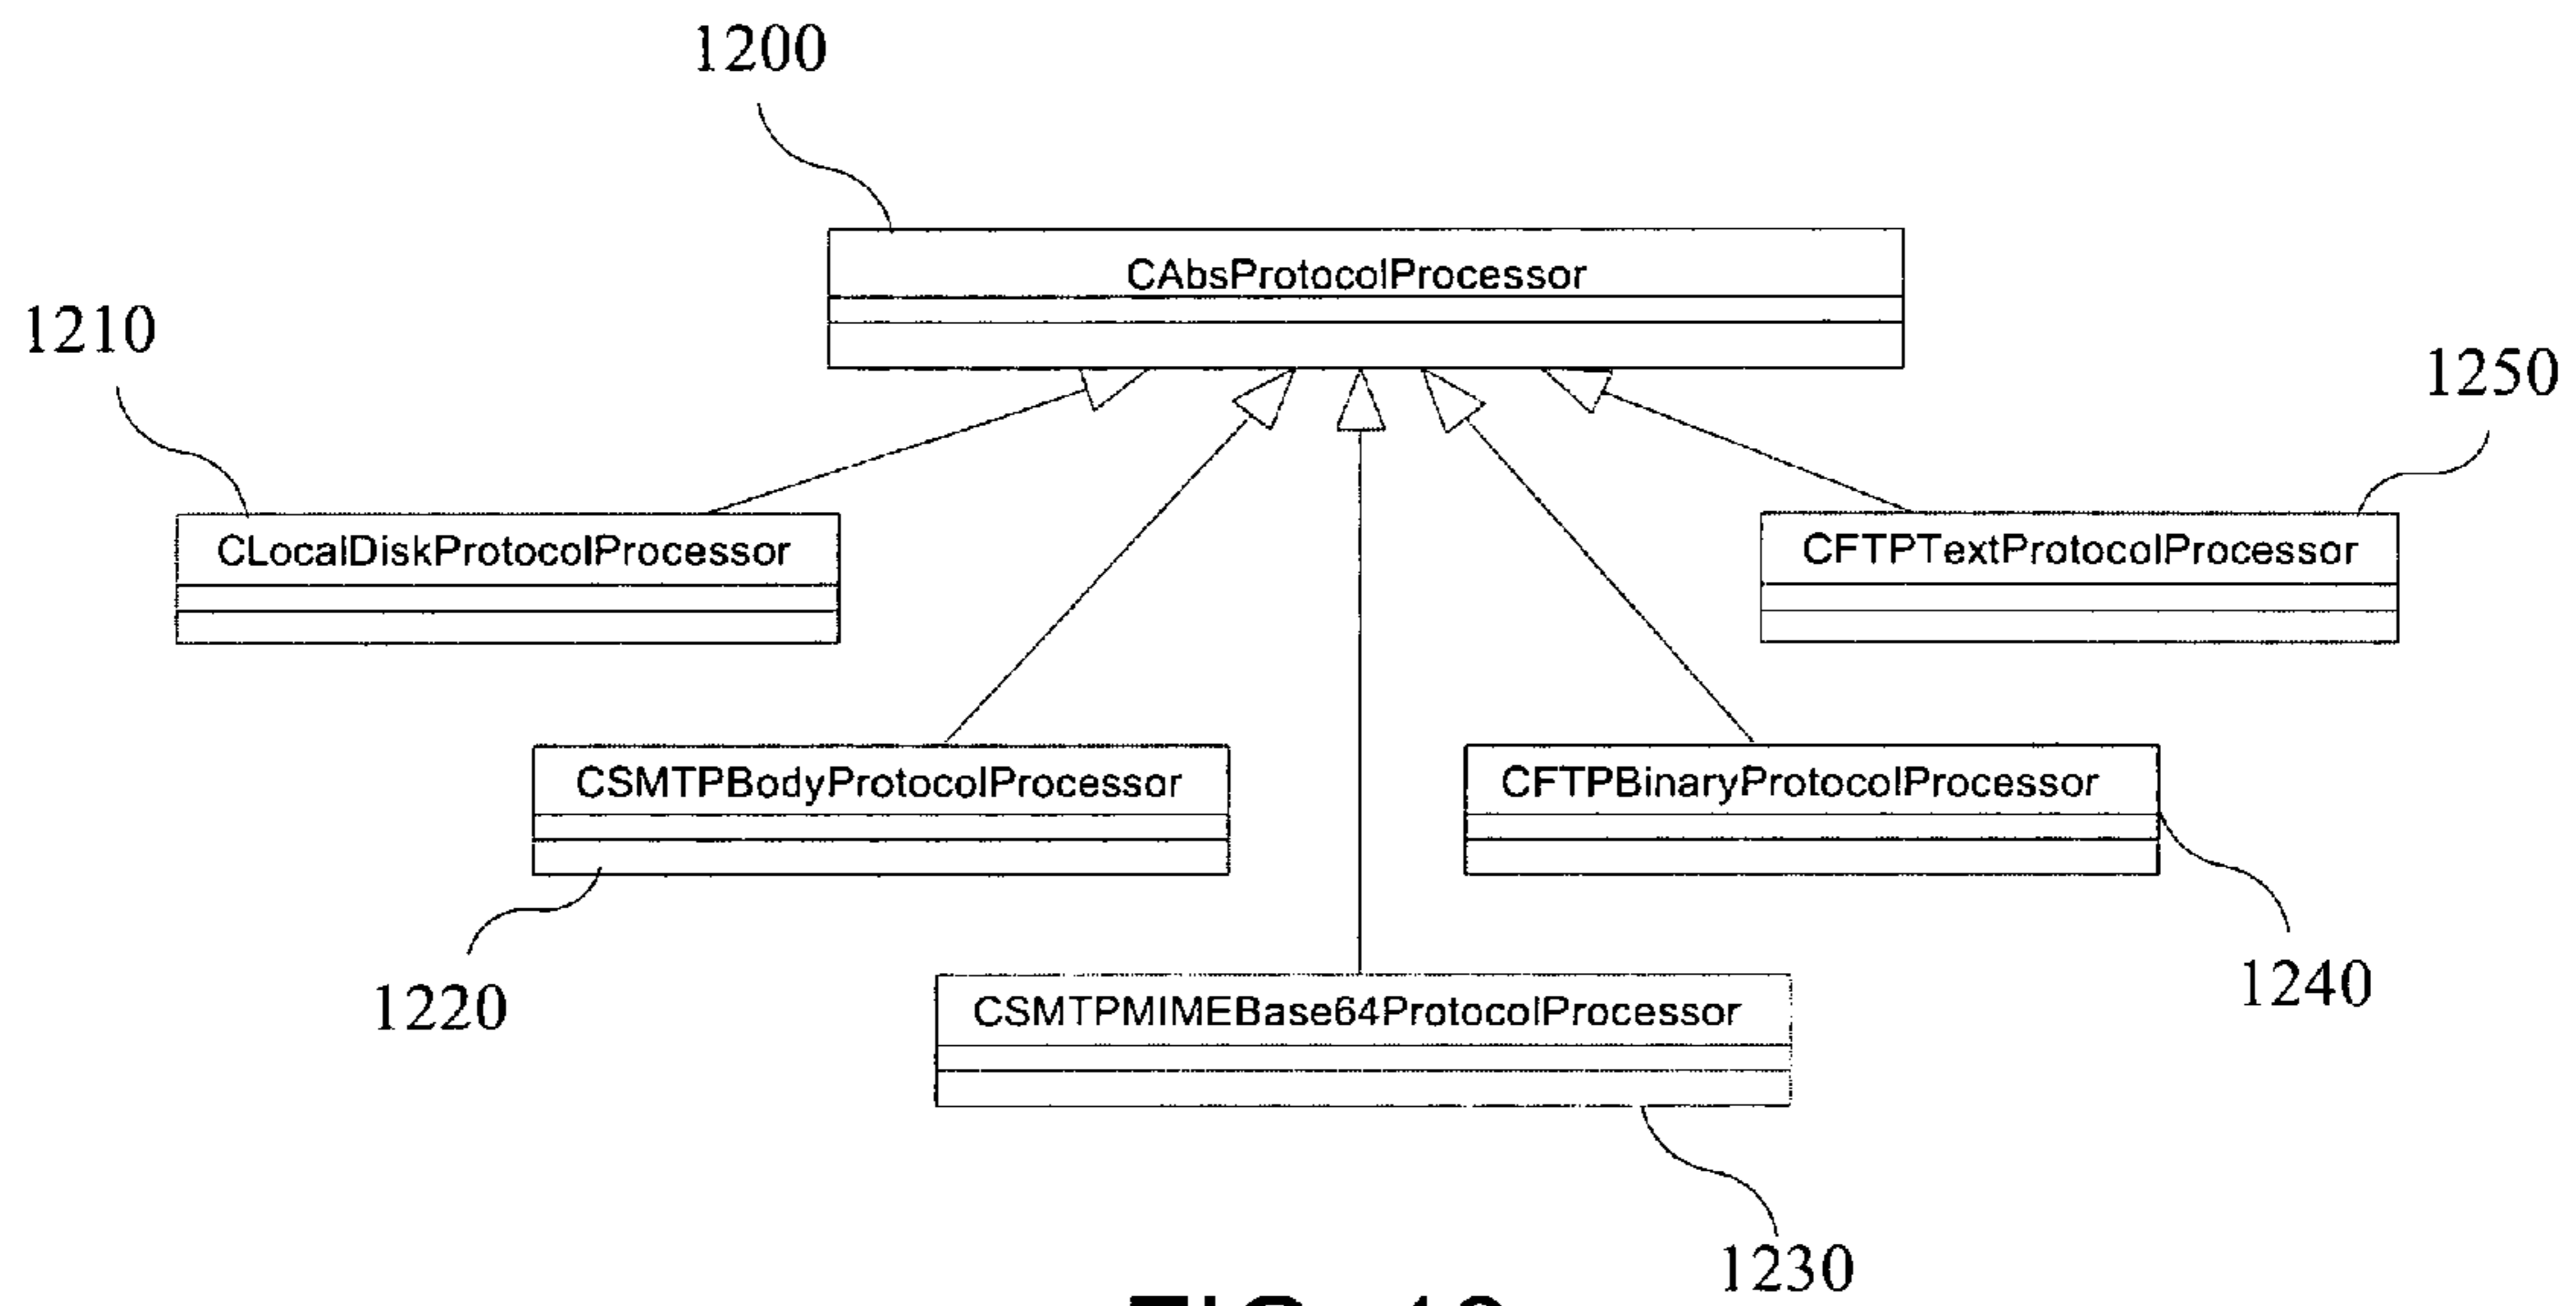 1200
CAbsProtocolProcessor
1210
1250
CLocalDiskProtocolProcessor
CFTPTextProtocolProcessor
CSMTPBodyProtocolProcessor
CFTPBinaryProtocolProcessor
1220
1240
CSMTPMIMEBase64ProtocolProcessor
1230